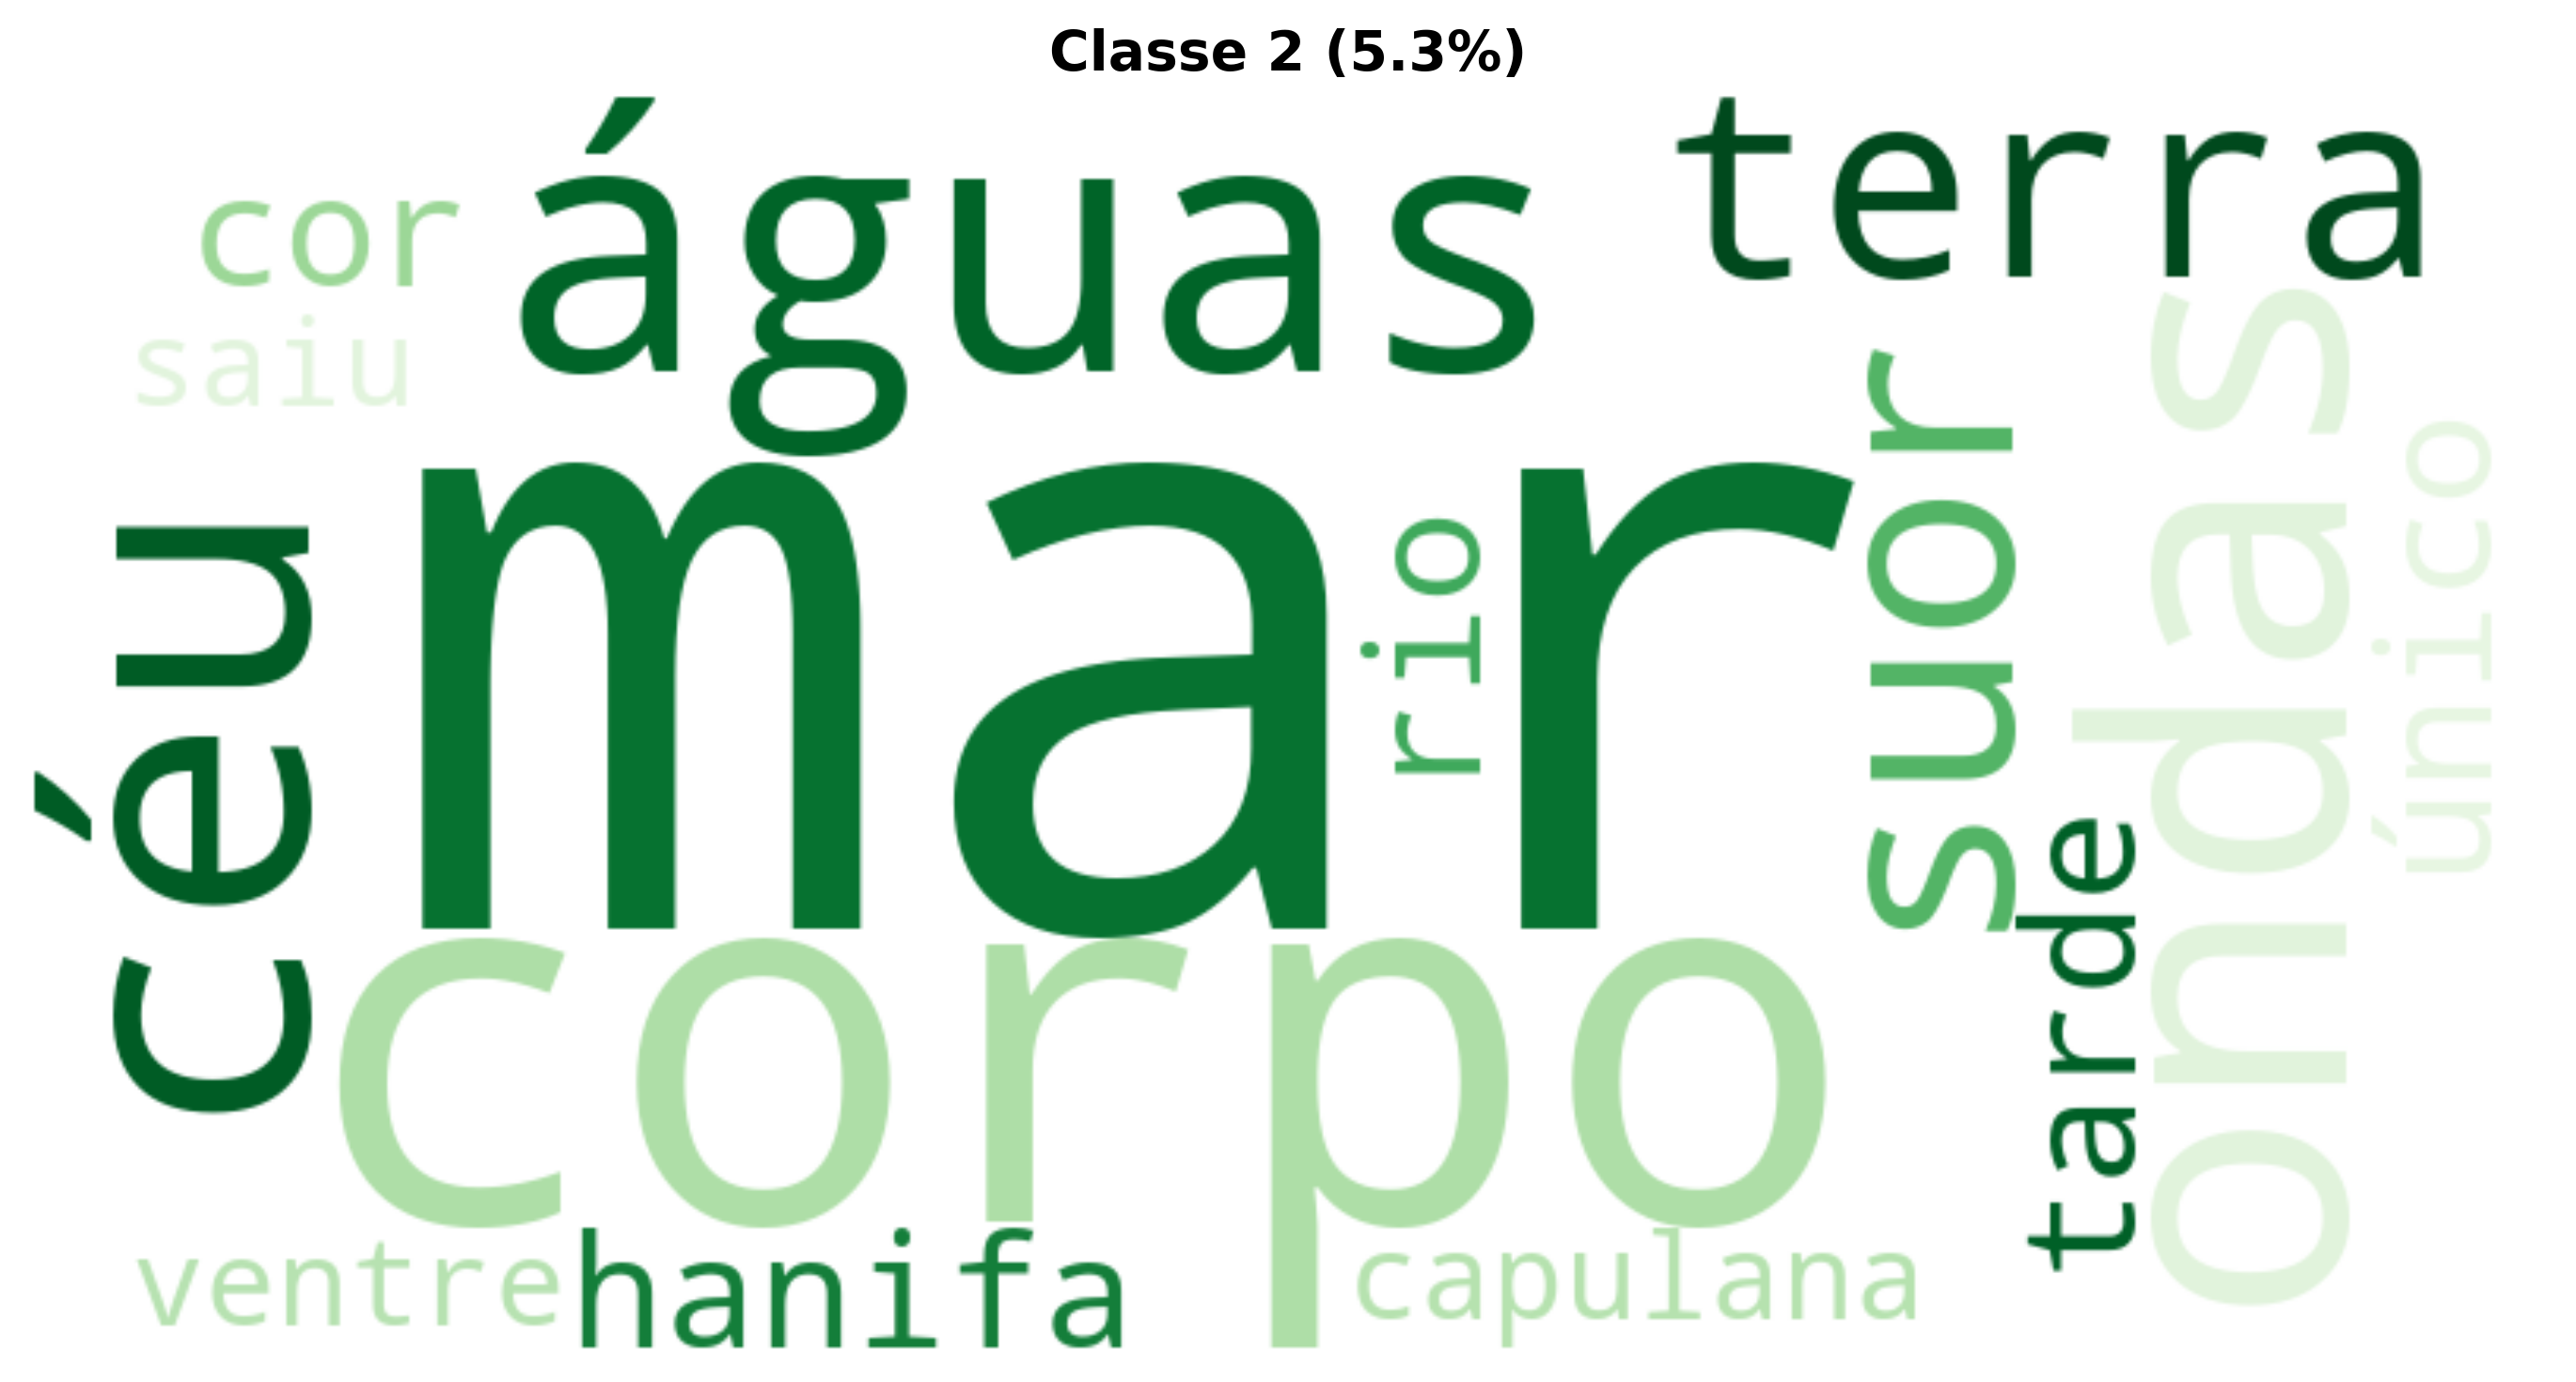 Classe 2 (5.3%)
cor
águas
terra
saiu
céu
mar
rio
suor
ondas
único
corpo
tarde
ventre
hanifa
capulana